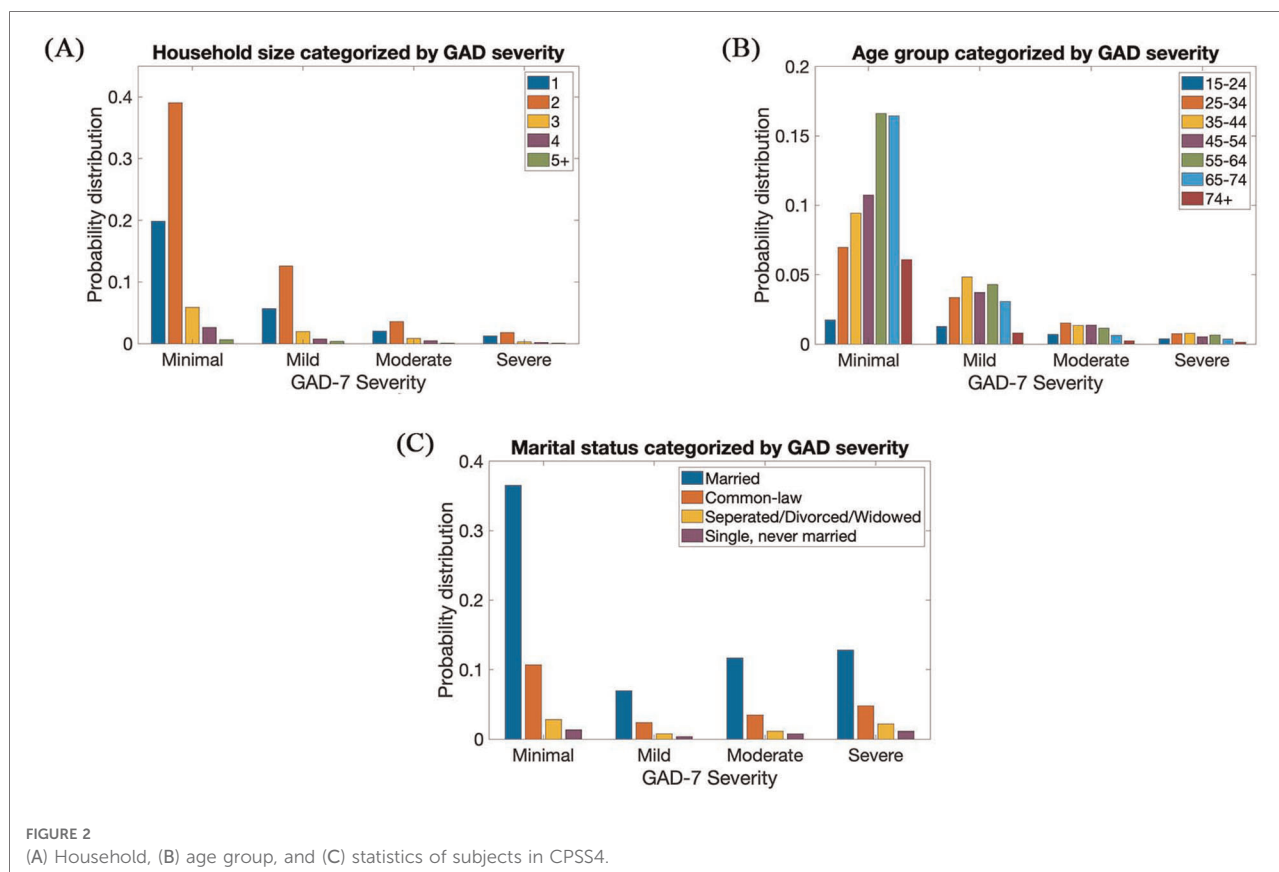 (A)
Household size categorized by GAD severity
0.4
0.3
0.2
0.1
0
Probability distribution
1
2
3
4
5+
Minimal Mild Moderate Severe
GAD-7 Severity
(B)
Age group categorized by GAD severity
0.2
0.15
0.1
0.05
0
Probability distribution
15-24
25-34
35-44
45-54
55-64
65-74
74+
Minimal Mild Moderate Severe
GAD-7 Severity
(C)
Marital status categorized by GAD severity
0.4
0.3
0.2
0.1
0
Probability distribution
Married
Common-law
Seperated/Divorced/Widowed
Single, never married
Minimal Mild Moderate Severe
GAD-7 Severity
FIGURE 2
(A) Household, (B) age group, and (C) statistics of subjects in CPSS4.